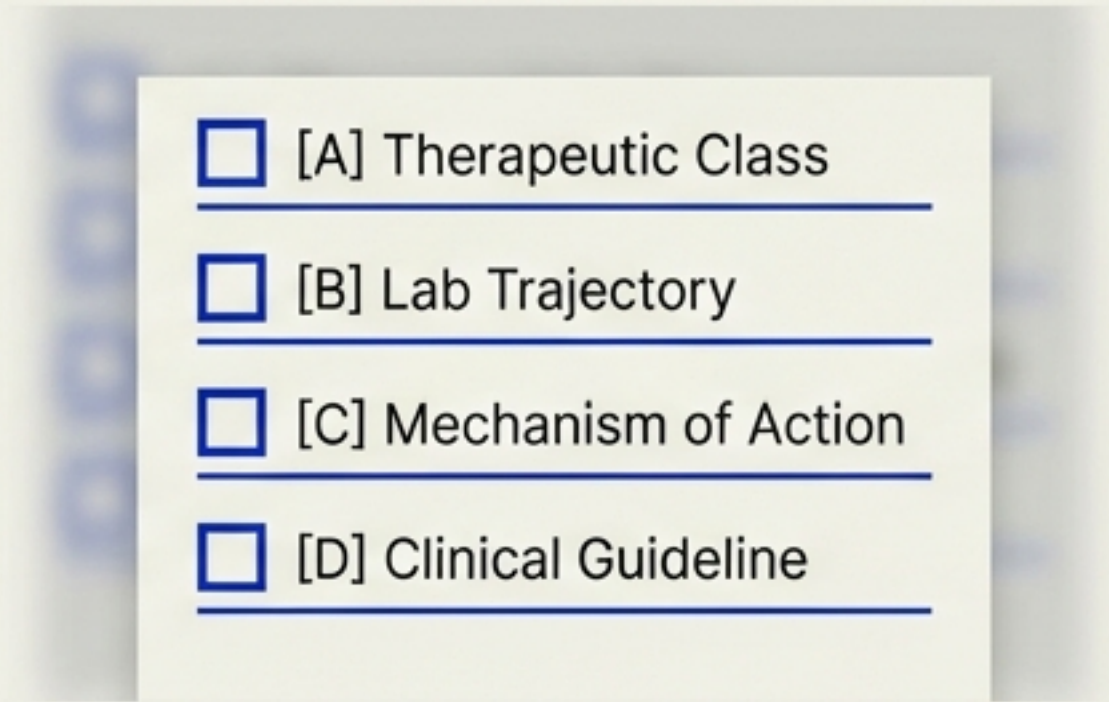 [A] Therapeutic Class
[B] Lab Trajectory
[C] Mechanism of Action
[D] Clinical Guideline